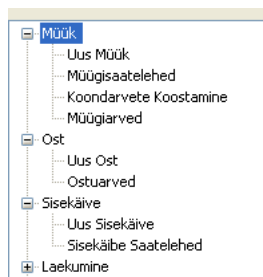 Müük
Uus Müük
Müügisaatelehed
Koondarvete Koostamine
Müügiarved
Ost
Uus Ost
Ostuarved
Sisekäive
Uus Sisekäive
Sisekäibe Saatelehed
Laekumine